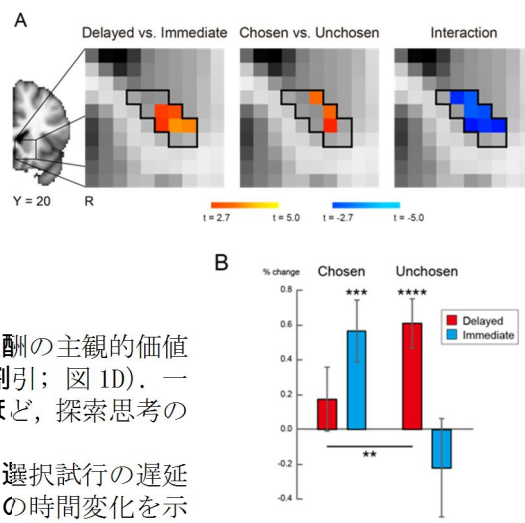 A
Delayed vs. Immediate
Chosen vs. Unchosen
Interaction
Y = 20
R
t = 2.7
t = 5.0
t = -2.7
t = -5.0
B
% change
Chosen
Unchosen
***
****
Delayed
Immediate
0.8
0.6
0.4
0.2
0.0
**
-0.2
-0.4
酬の主観的価値
割引; 図 1D). 一
ど, 探索思考の
選択試行の遅延
の時間変化を示